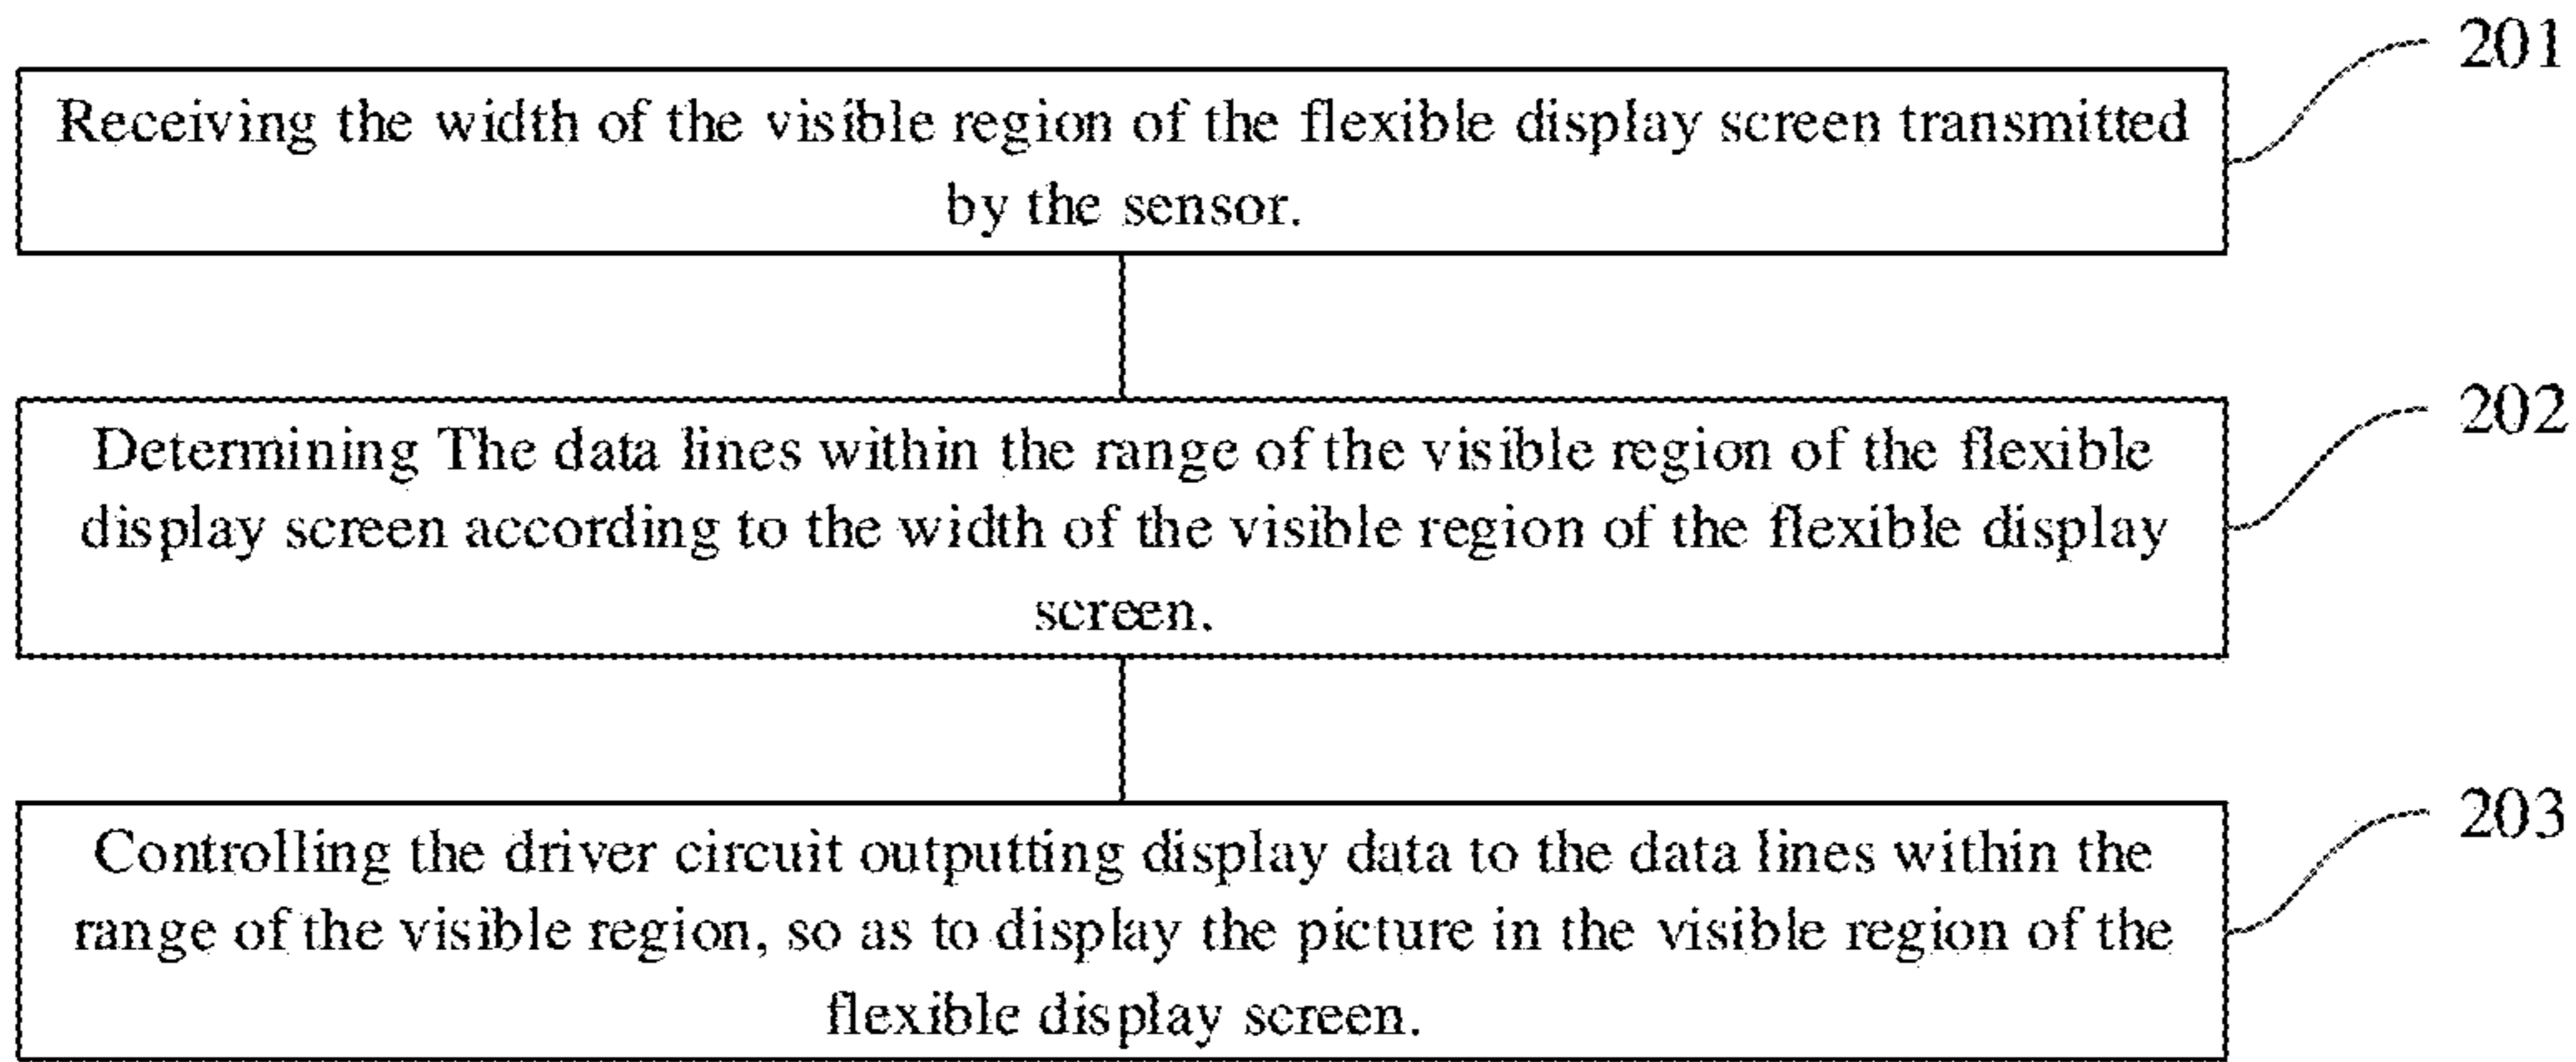 201
Receiving the width of the visible region of the flexible display screen transmitted
by the sensor.
202
Determining The data lines within the range of the visible region of the flexible
display screen according to the width of the visible region of the flexible display
screen.
203
Controlling the driver circuit outputting display data to the data lines within the
range of the visible region, so as to display the picture in the visible region of the
flexible display screen.